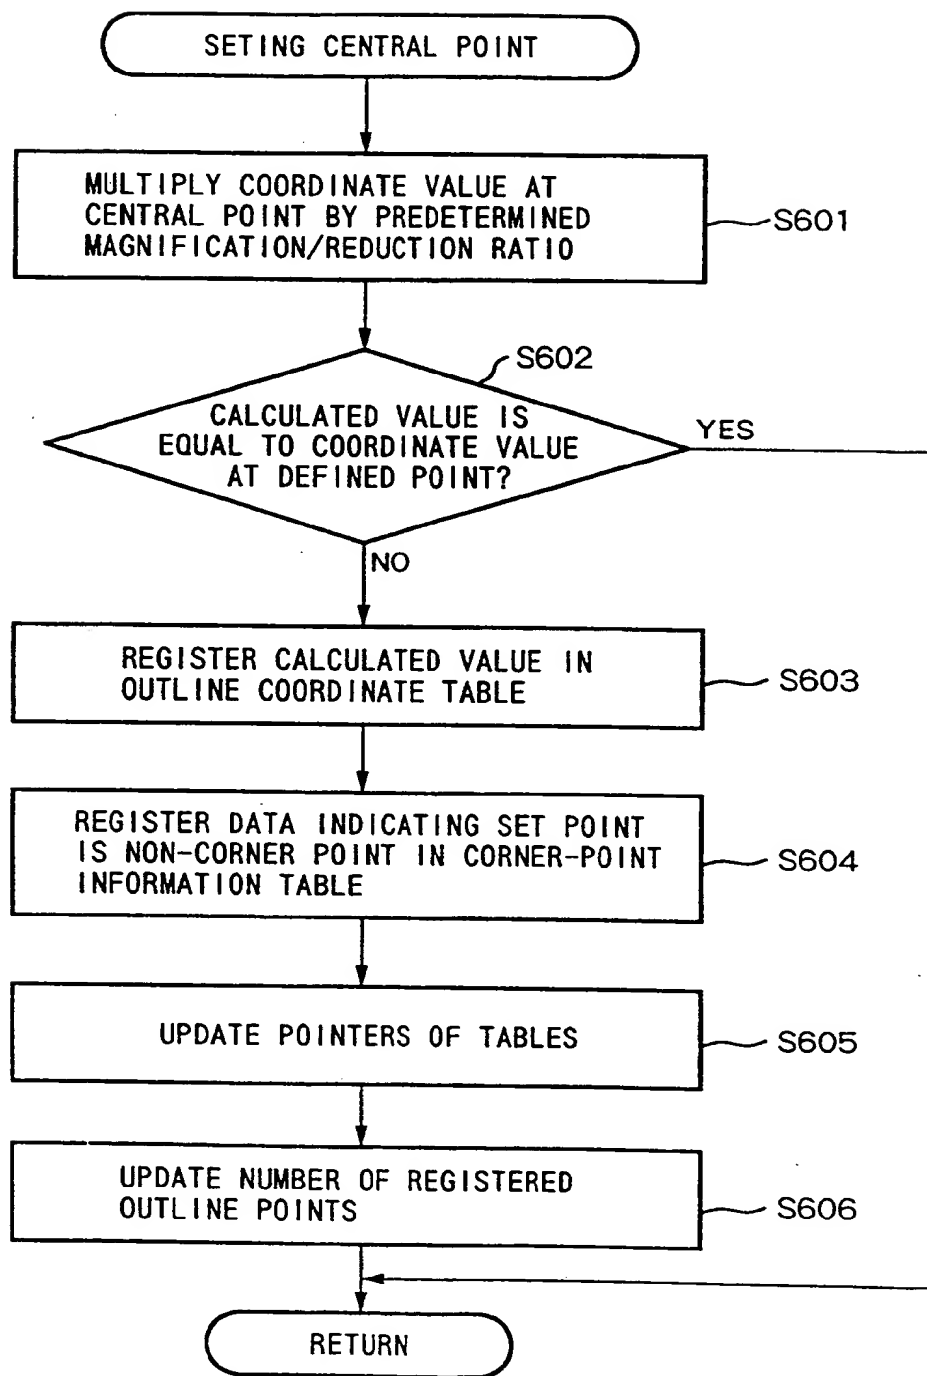 SETING CENTRAL POINT
MULTIPLY COORDINATE VALUE AT
CENTRAL POINT BY PREDETERMINED
MAGNIFICATION/REDUCTION RATIO
S601
S602
CALCULATED VALUE IS
EQUAL TO COORDINATE VALUE
AT DEFINED POINT?
YES
NO
REGISTER CALCULATED VALUE IN
OUTLINE COORDINATE TABLE
S603
REGISTER DATA INDICATING SET POINT
IS NON-CORNER POINT IN CORNER-POINT
INFORMATION TABLE
S604
UPDATE POINTERS OF TABLES
S605
UPDATE NUMBER OF REGISTERED
OUTLINE POINTS
S606
RETURN